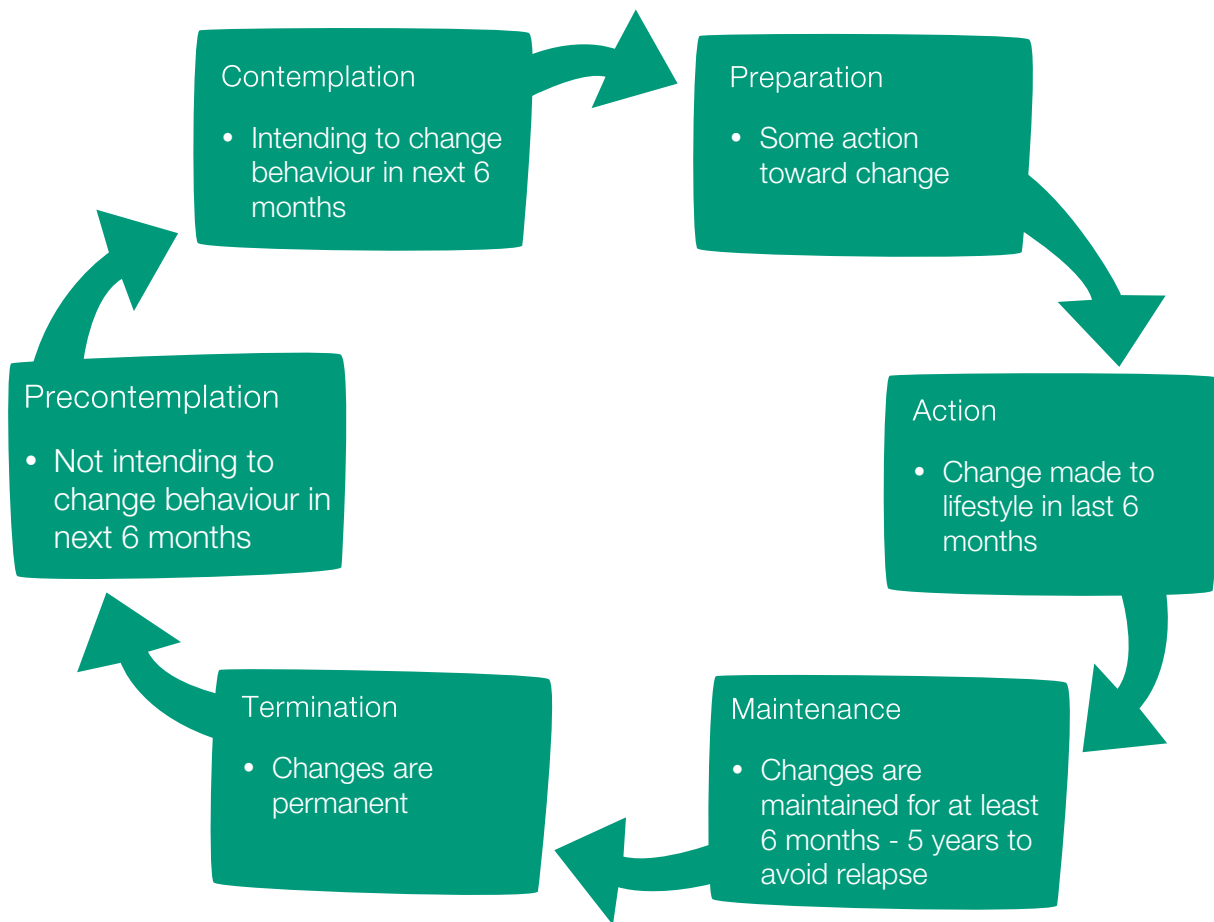 Contemplation
• Intending to change
behaviour in next 6
months
Preparation
• Some action
toward change
Precontemplation
• Not intending to
change behaviour in
next 6 months
Action
• Change made to
lifestyle in last 6
months
Termination
• Changes are
permanent
Maintenance
• Changes are
maintained for at least
6 months - 5 years to
avoid relapse